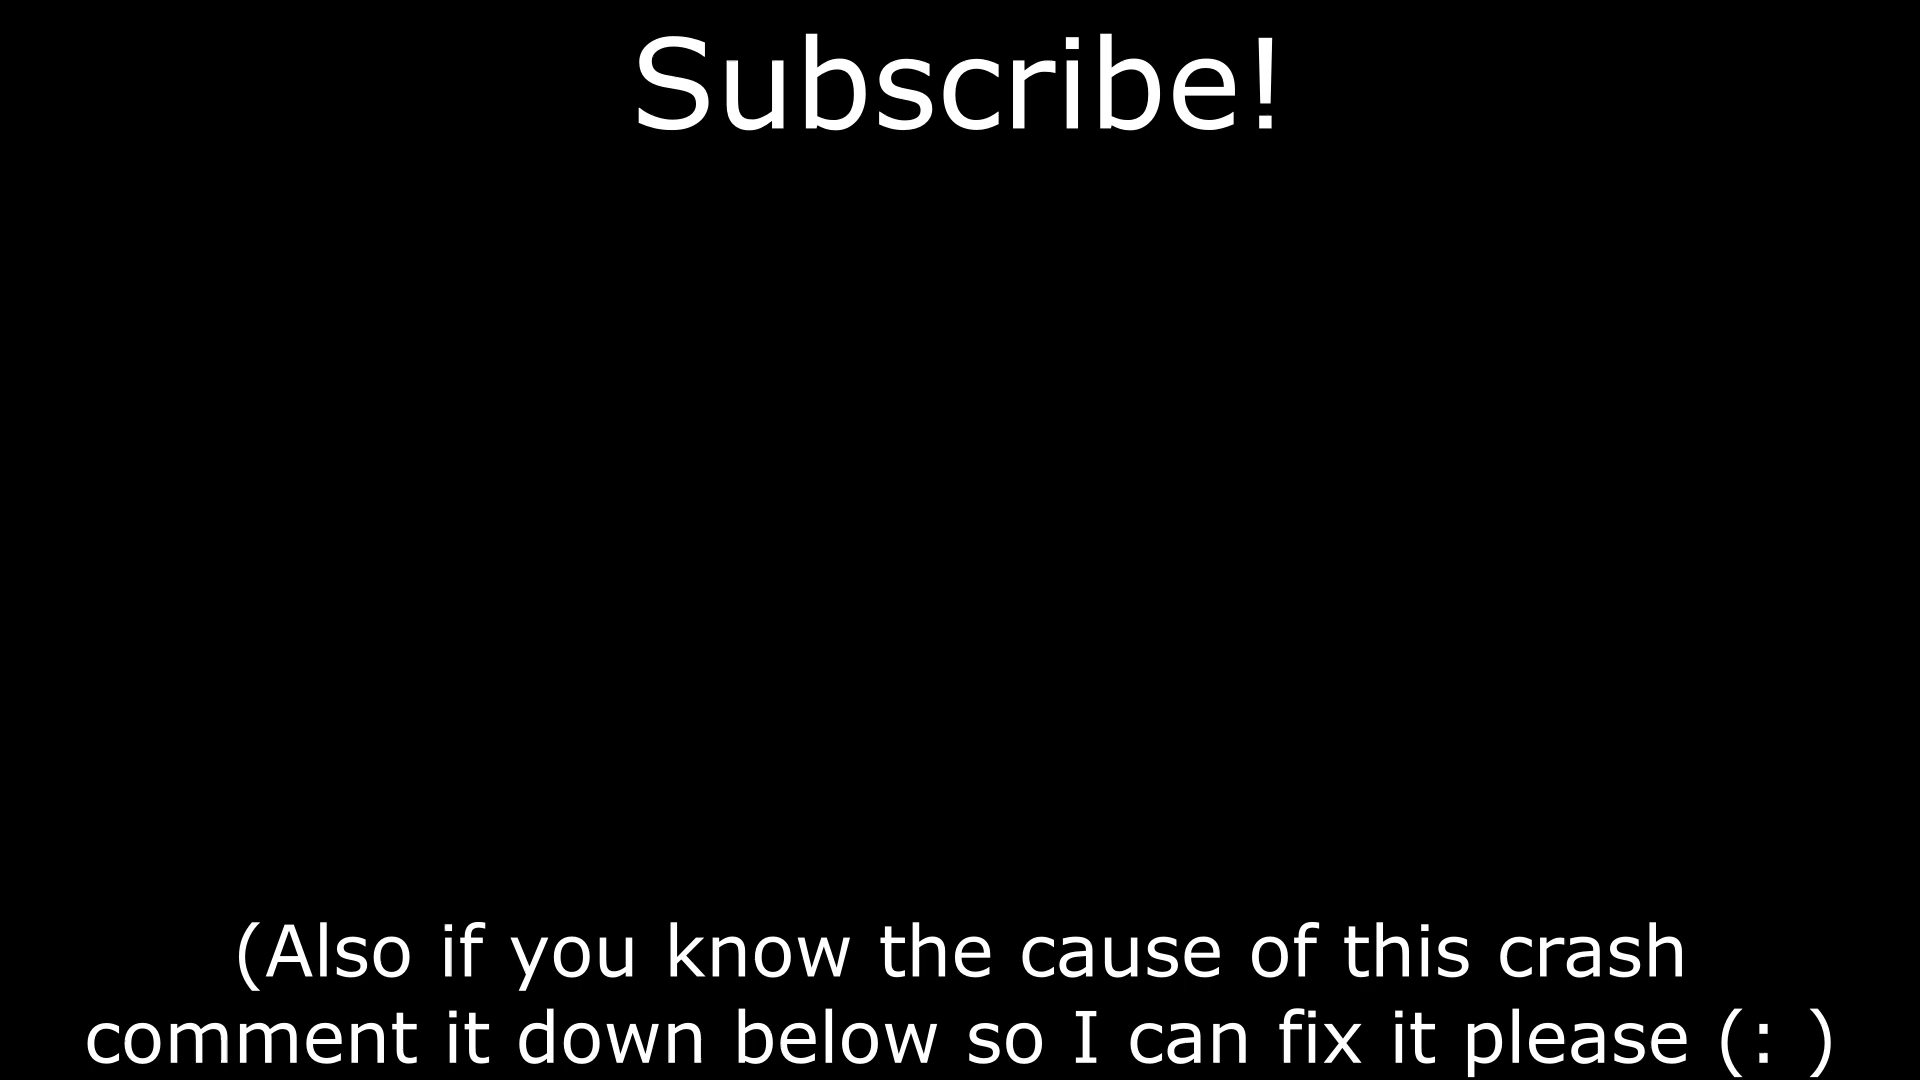 Subscribe!
(Also if you know the cause of this crash
comment it down below so I can fix it please (: )